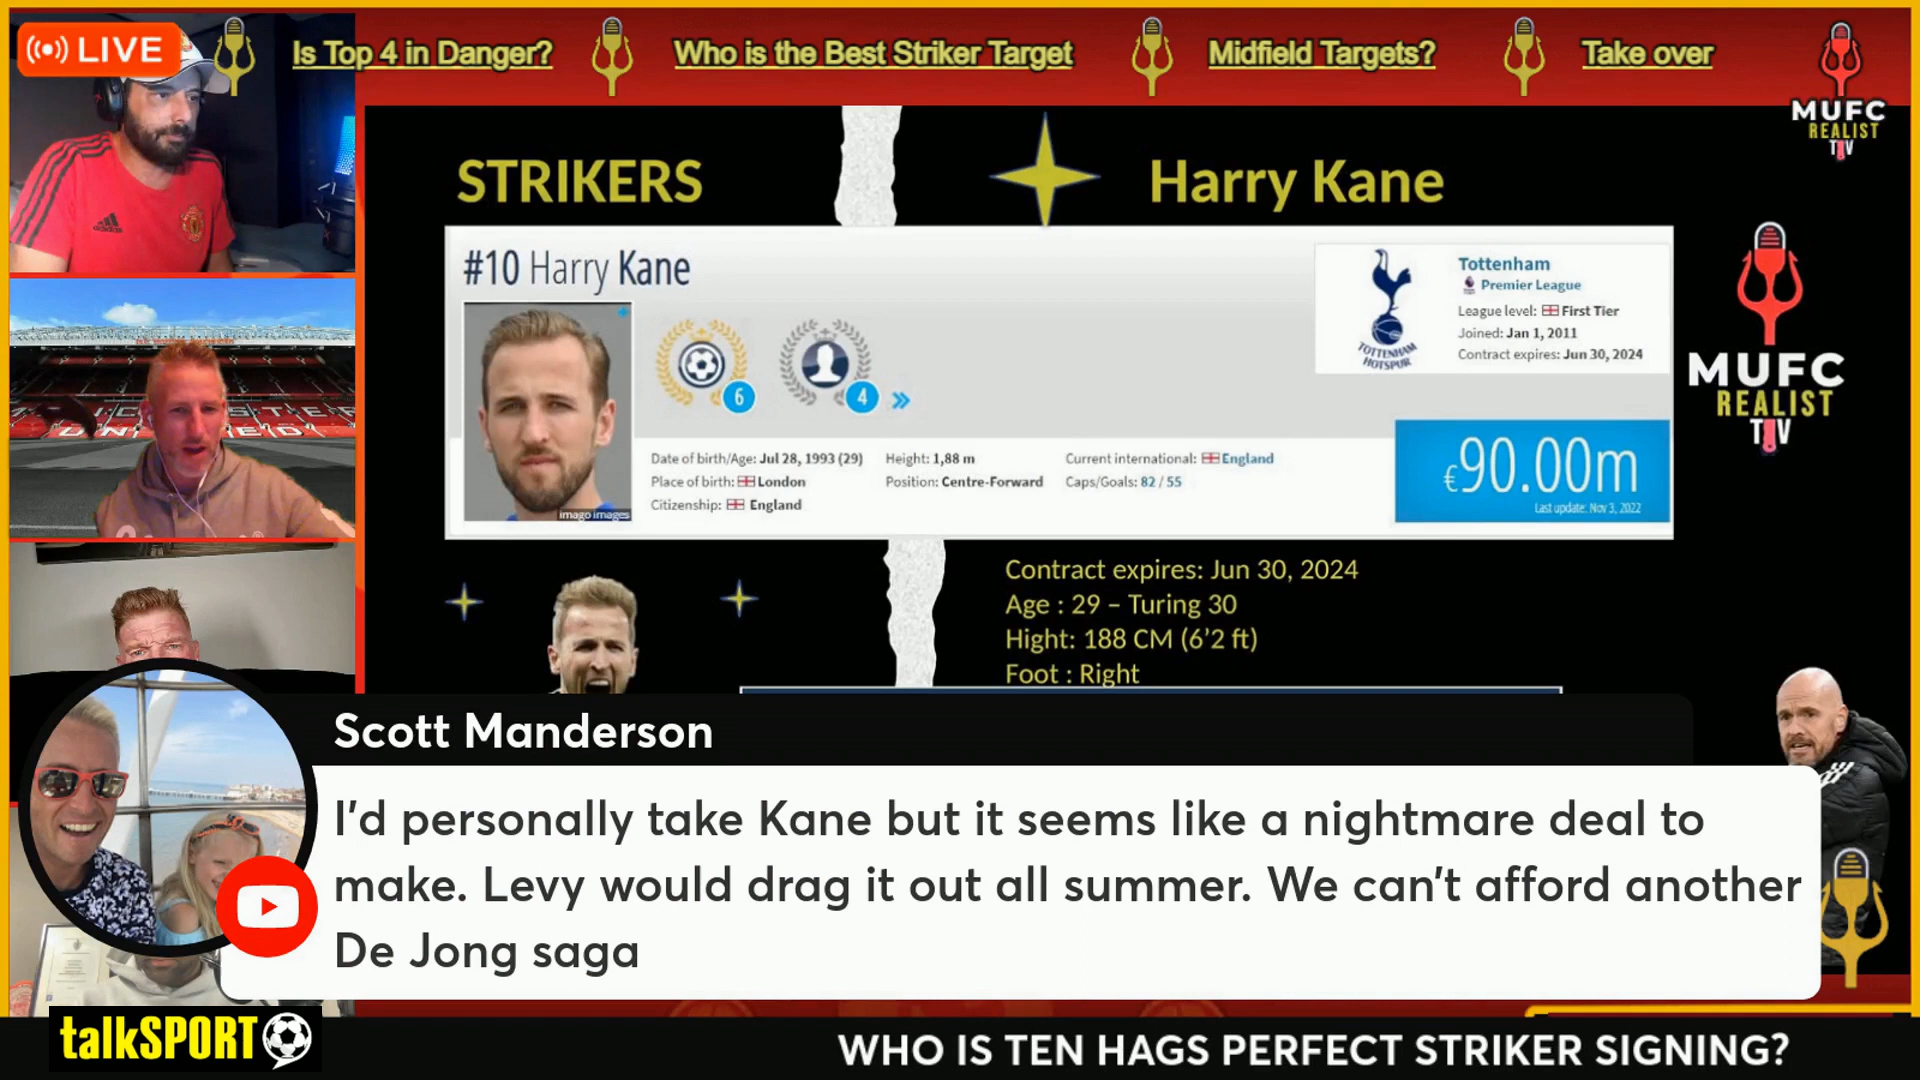 LIVE
Is Top 4 in Danger?
Who is the Best Striker Target
Midfield Targets?
Take over
MUFC
REALIST
TV
STRIKERS
Harry Kane
#10 Harry Kane
6
4
Tottenham
Premier League
League level: First Tier
Joined: Jan 1, 2011
Contract expires: Jun 30, 2024
TOTTENHAM
HOTSPUR
Date of birth/Age: Jul 28, 1993 (29)
Place of birth: London
Citizenship: England
Height: 1,88 m
Position: Centre-Forward
Current international: England
Caps/Goals: 82 / 55
€90.00m
Last update: Nov 3, 2022
imago images
MUFC
REALIST
TV
UNITED
Contract expires: Jun 30, 2024
Age : 29 – Turing 30
Hight: 188 CM (6’2 ft)
Foot : Right
Scott Manderson
I’d personally take Kane but it seems like a nightmare deal to
make. Levy would drag it out all summer. We can’t afford another
De Jong saga
talkSPORT
WHO IS TEN HAGS PERFECT STRIKER SIGNING?